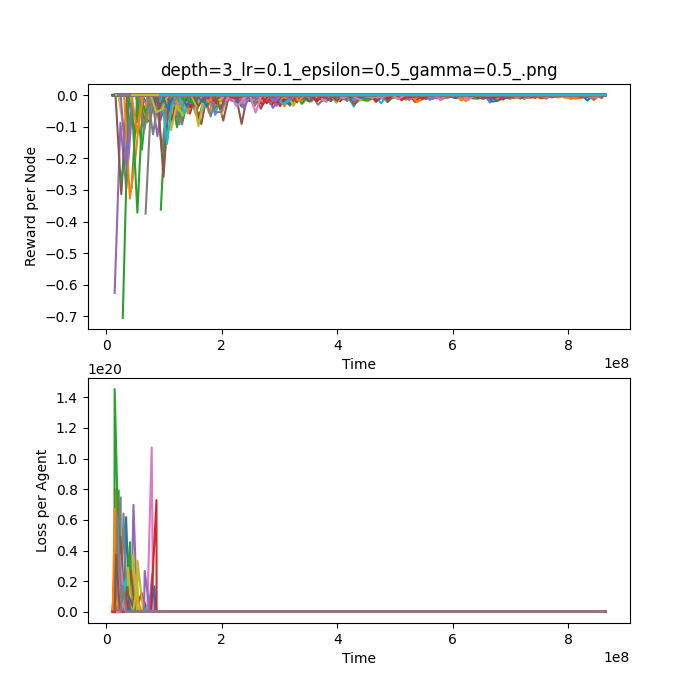 depth=3_lr=0.1_epsilon=0.5_gamma=0.5_.png
0.0
−0.1
−0.2
−0.3
−0.4
−0.5
−0.6
−0.7
Reward per Node
0 2 4 6 8
1e8
Time
1e20
1.4
1.2
1.0
0.8
0.6
0.4
0.2
0.0
Loss per Agent
0 2 4 6 8
1e8
Time